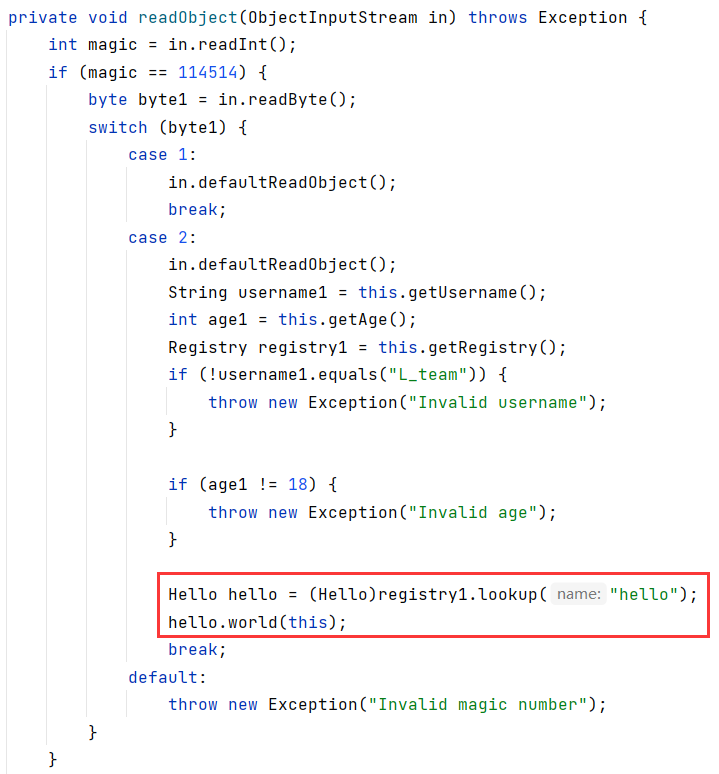 private void readObject(ObjectInputStream in) throws Exception {
int magic = in.readInt();
if (magic == 114514) {
byte byte1 = in.readByte();
switch (byte1) {
case 1:
in.defaultReadObject();
break;
case 2:
in.defaultReadObject();
String username1 = this.getUsername();
int age1 = this.getAge();
Registry registry1 = this.getRegistry();
if (!username1.equals("L_team")) {
throw new Exception("Invalid username");
}
if (age1 != 18) {
throw new Exception("Invalid age");
}
Hello hello = (Hello)registry1.lookup( name: "hello");
hello.world(this);
break;
default:
throw new Exception("Invalid magic number");
}
}